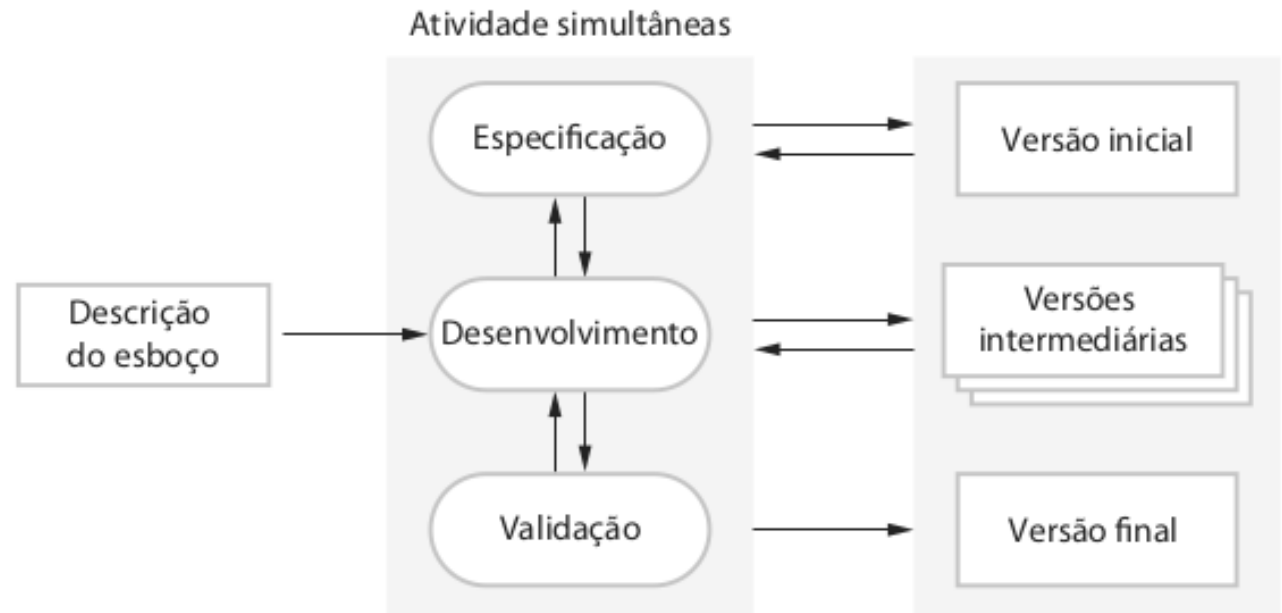 Atividade simultâneas
Especificação
Versão inicial
Descrição
do esboço
Desenvolvimento
Versões
intermediárias
Validação
Versão final